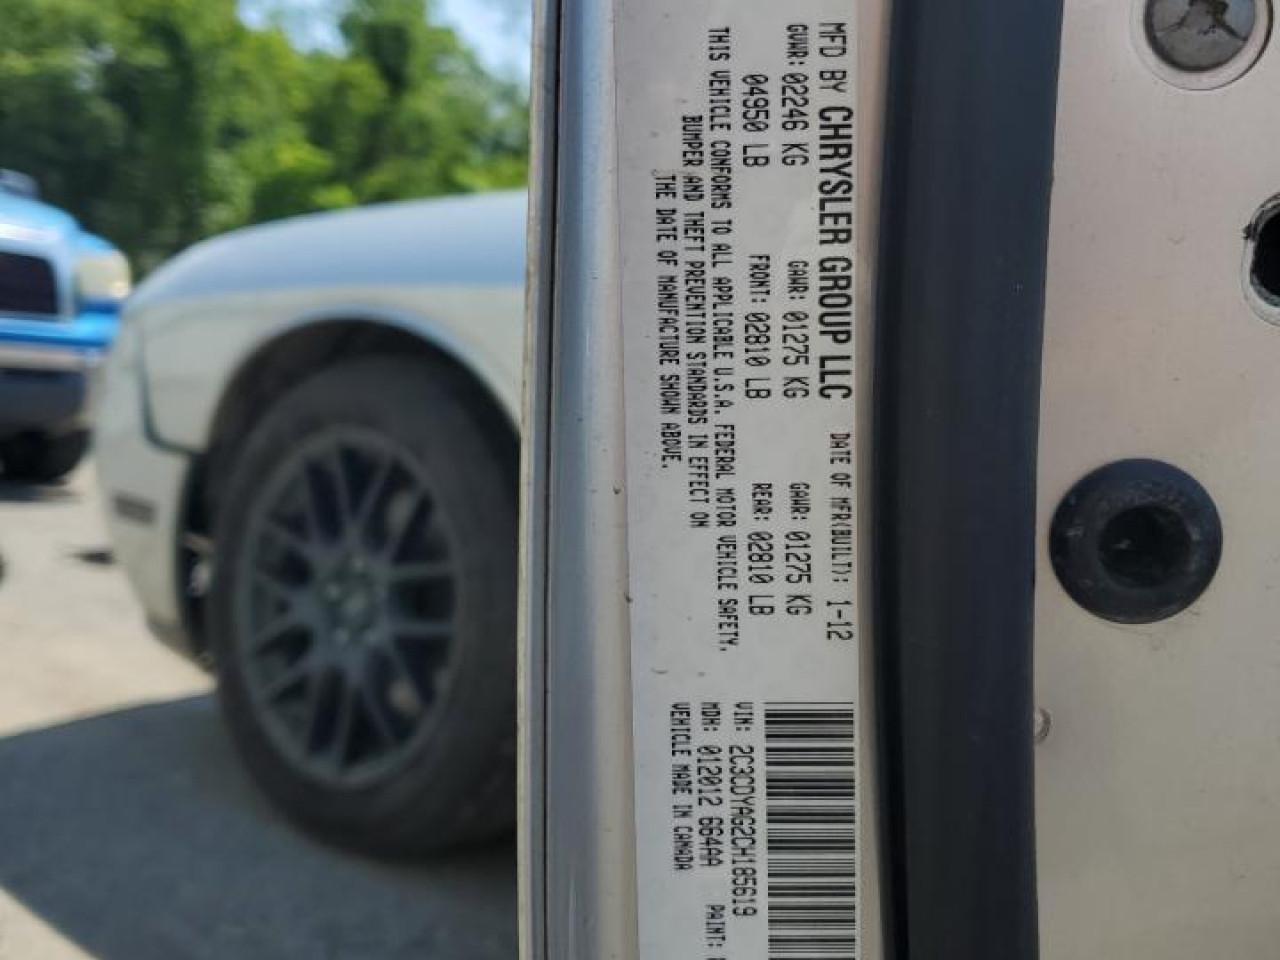 MFD BY CHRYSLER GROUP LLC DATE OF MFR(BUILT): 1-12
GVWR: 02246 KG GAWR: 01275 KG GAWR: 01275 KG
04950 LB FRONT: 02810 LB REAR: 02810 LB
THIS VEHICLE CONFORMS TO ALL APPLICABLE U.S.A. FEDERAL MOTOR VEHICLE SAFETY,
BUMPER AND THEFT PREVENTION STANDARDS IN EFFECT ON
THE DATE OF MANUFACTURE SHOWN ABOVE.
VIN: 2C3CDYAG2CH185619
MDH: 012012 664AA PAINT:
VEHICLE MADE IN CANADA